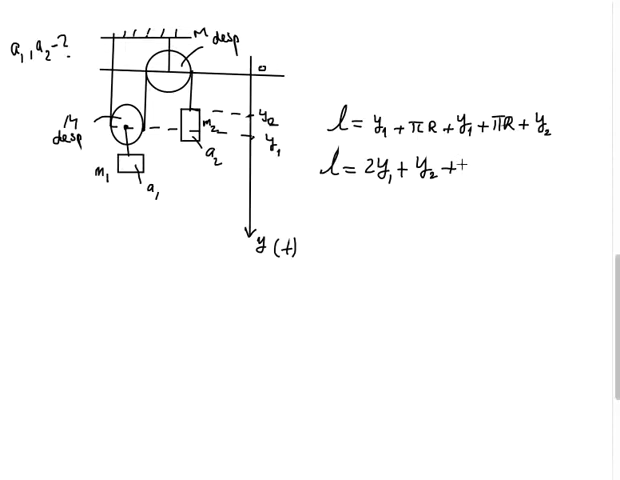 a₁, a₂ - ?
M desp
M
desp
m₁
a₁
m₂
a₂
o
y₂
y₁
y (+)
l = y₁ + πR + y₁ + πR + y₂
l = 2y₁ + y₂ +